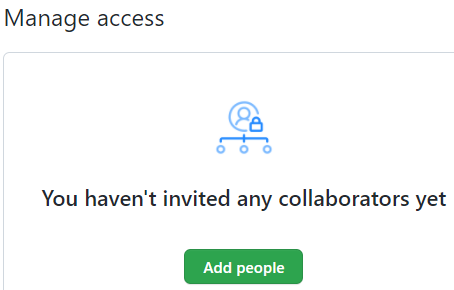 Manage access
You haven't invited any collaborators yet
Add people